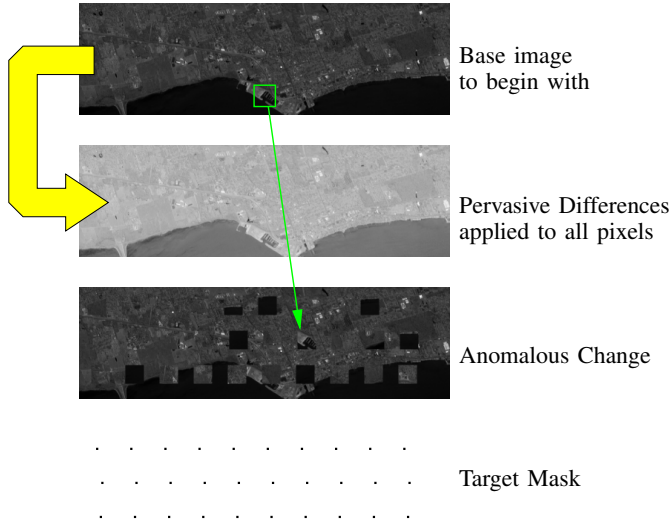 Base image
to begin with
Pervasive Differences
applied to all pixels
Anomalous Change
Target Mask